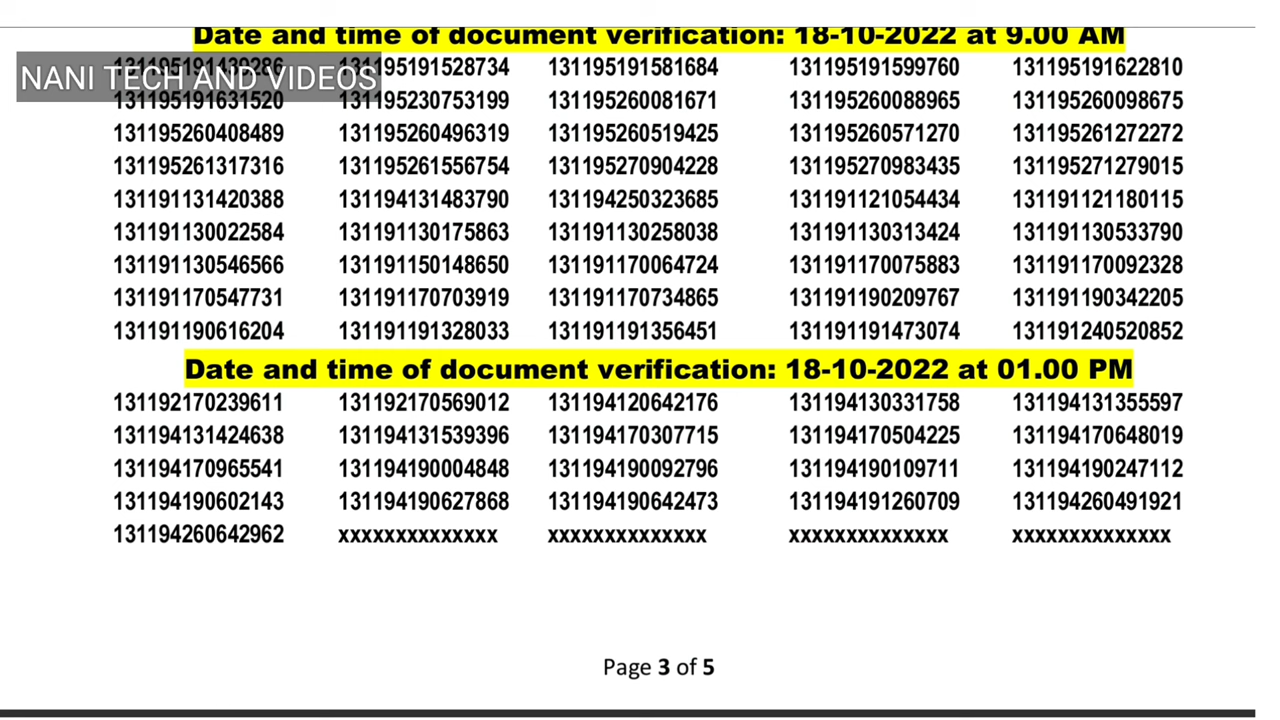 Date and time of document verification: 18-10-2022 at 9.00 AM
NANI TECH AND VIDEOS
131195191439286 131195191528734 131195191581684 131195191599760 131195191622810
131195191631520 131195230753199 131195260081671 131195260088965 131195260098675
131195260408489 131195260496319 131195260519425 131195260571270 131195261272272
131195261317316 131195261556754 131195270904228 131195270983435 131195271279015
131191131420388 131194131483790 131194250323685 131191121054434 131191121180115
131191130022584 131191130175863 131191130258038 131191130313424 131191130533790
131191130546566 131191150148650 131191170064724 131191170075883 131191170092328
131191170547731 131191170703919 131191170734865 131191190209767 131191190342205
131191190616204 131191191328033 131191191356451 131191191473074 131191240520852
Date and time of document verification: 18-10-2022 at 01.00 PM
131192170239611 131192170569012 131194120642176 131194130331758 131194131355597
131194131424638 131194131539396 131194170307715 131194170504225 131194170648019
131194170965541 131194190004848 131194190092796 131194190109711 131194190247112
131194190602143 131194190627868 131194190642473 131194191260709 131194260491921
131194260642962 xxxxxxxxxxxxxx xxxxxxxxxxxxxx xxxxxxxxxxxxxx xxxxxxxxxxxxxx
Page 3 of 5